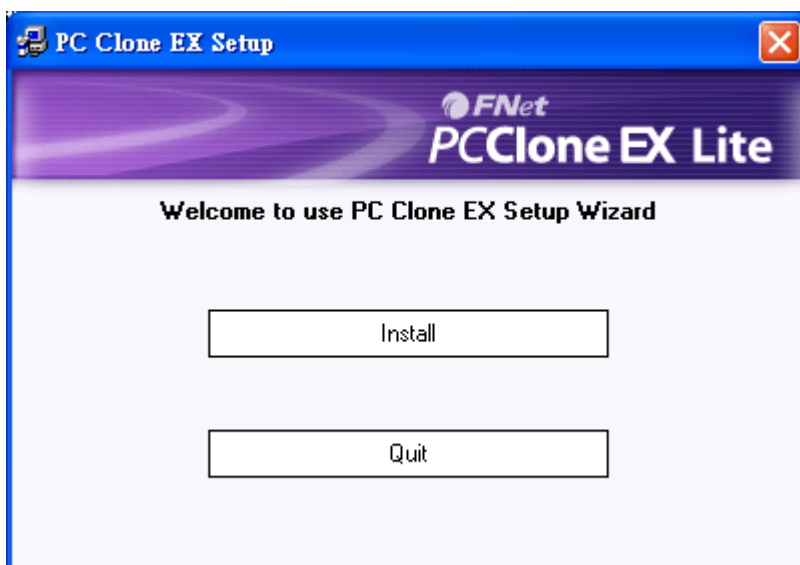 PC Clone EX Setup
FNet
PCClone EX Lite
Welcome to use PC Clone EX Setup Wizard
Install
Quit